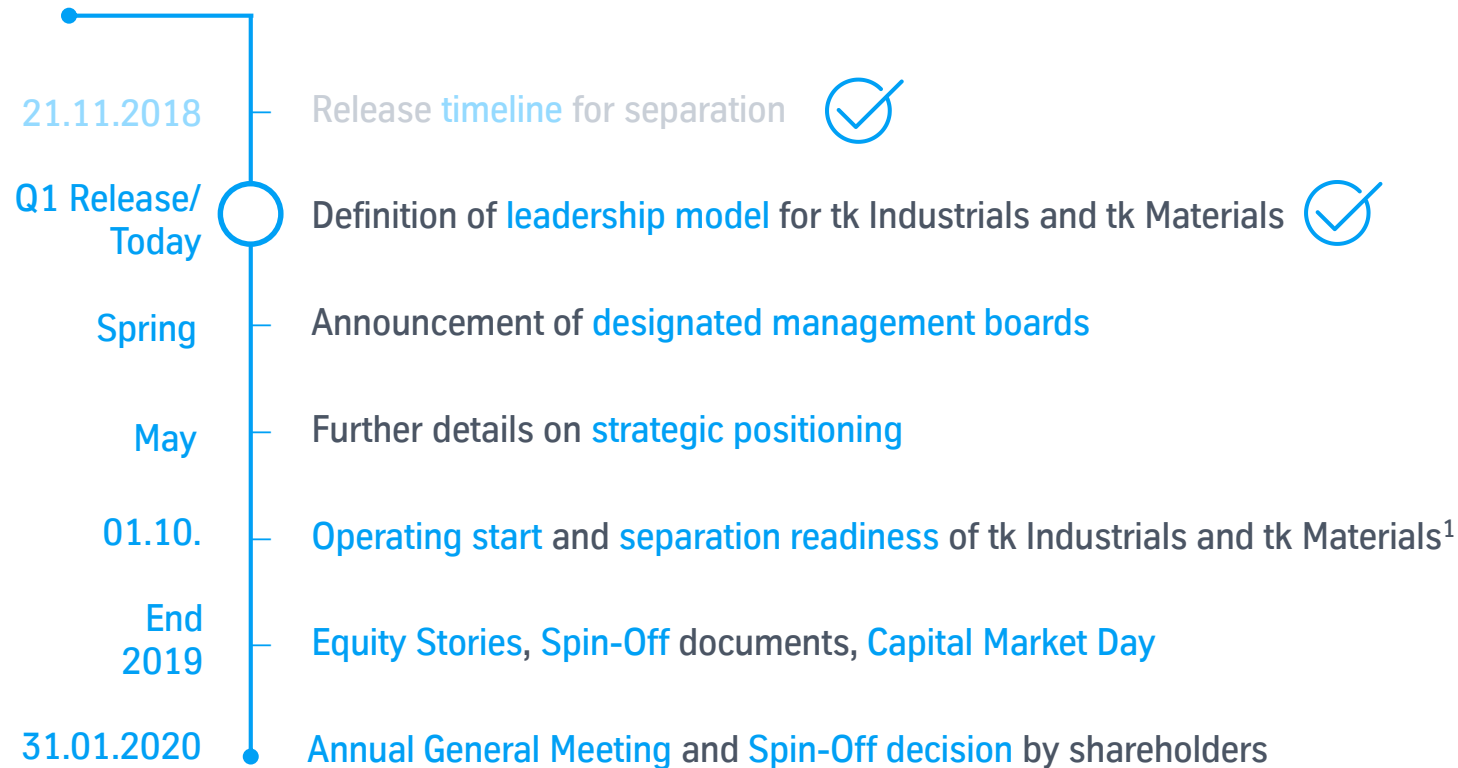 21.11.2018 Release timeline for separation
Q1 Release/
Today Definition of leadership model for tk Industrials and tk Materials
Spring Announcement of designated management boards
May Further details on strategic positioning
01.10. Operating start and separation readiness of tk Industrials and tk Materials¹
End
2019 Equity Stories, Spin-Off documents, Capital Market Day
31.01.2020 Annual General Meeting and Spin-Off decision by shareholders